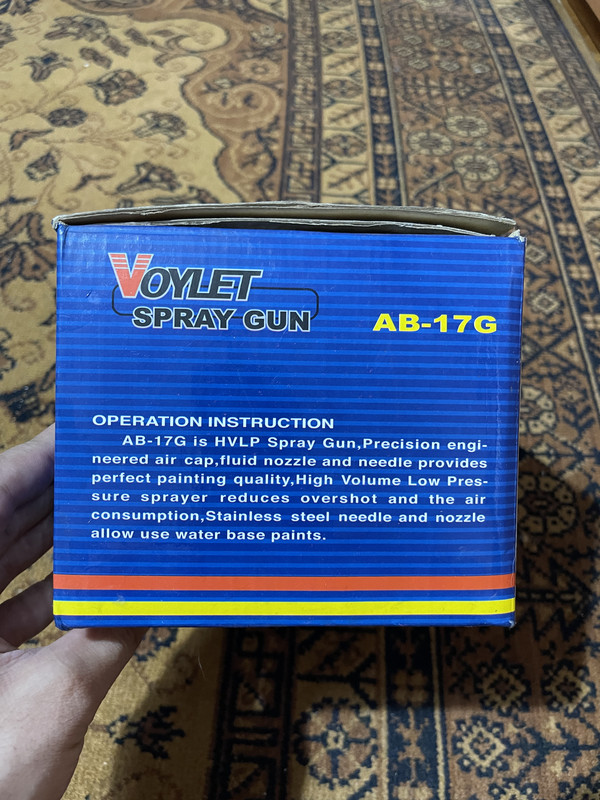 VOYLET
SPRAY GUN
AB-17G
OPERATION INSTRUCTION
AB-17G is HVLP Spray Gun,Precision engi-
neered air cap,fluid nozzle and needle provides
perfect painting quality,High Volume Low Pres-
sure sprayer reduces overshot and the air
consumption,Stainless steel needle and nozzle
allow use water base paints.